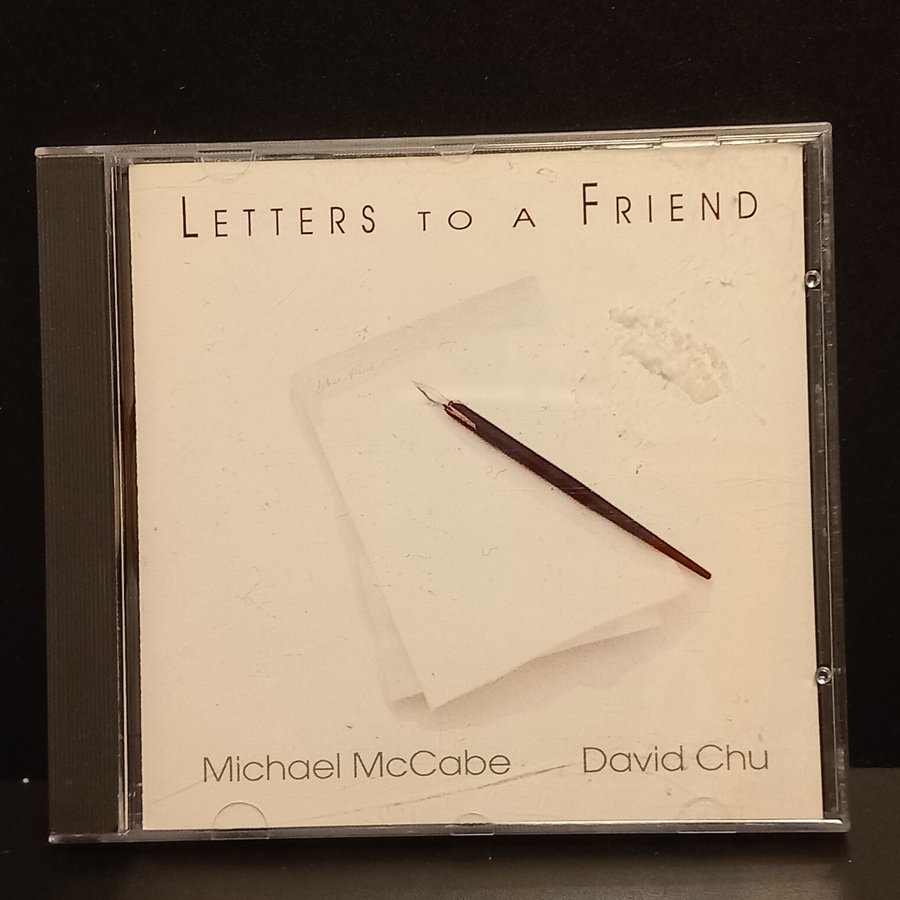 LETTERS TO A FRIEND
Michael McCabe David Chu